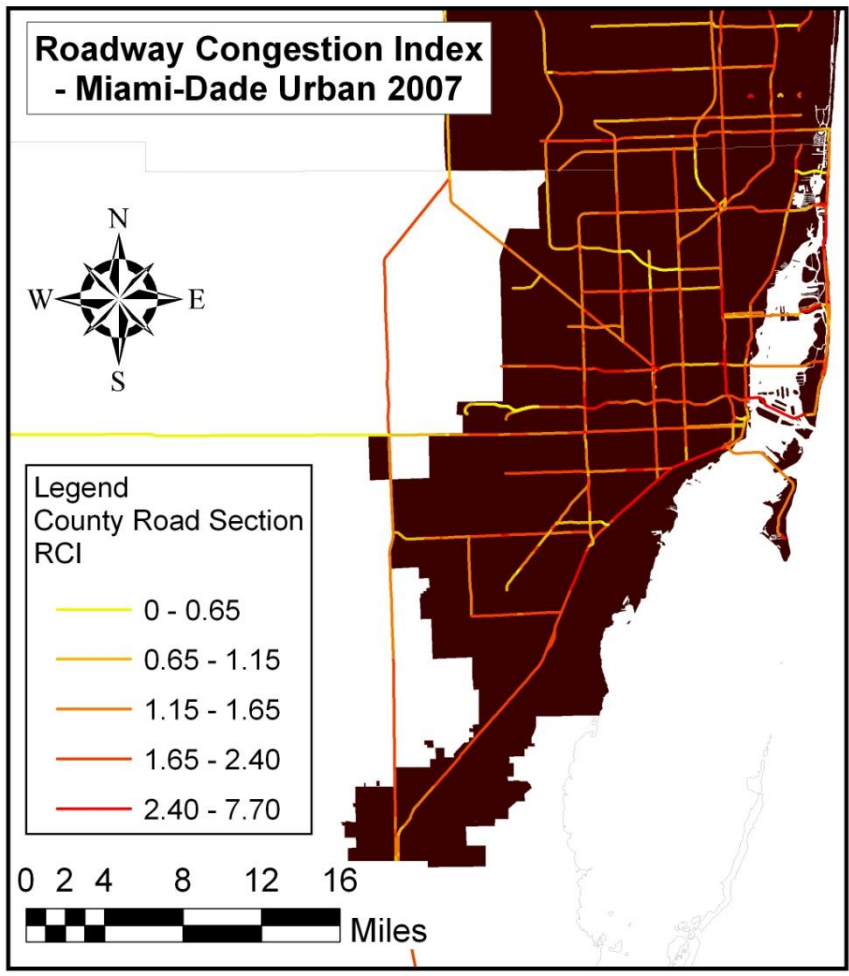 Roadway Congestion Index
- Miami-Dade Urban 2007
N
W E
S
Legend
County Road Section
RCI
0 - 0.65
0.65 - 1.15
1.15 - 1.65
1.65 - 2.40
2.40 - 7.70
0 2 4 8 12 16
Miles